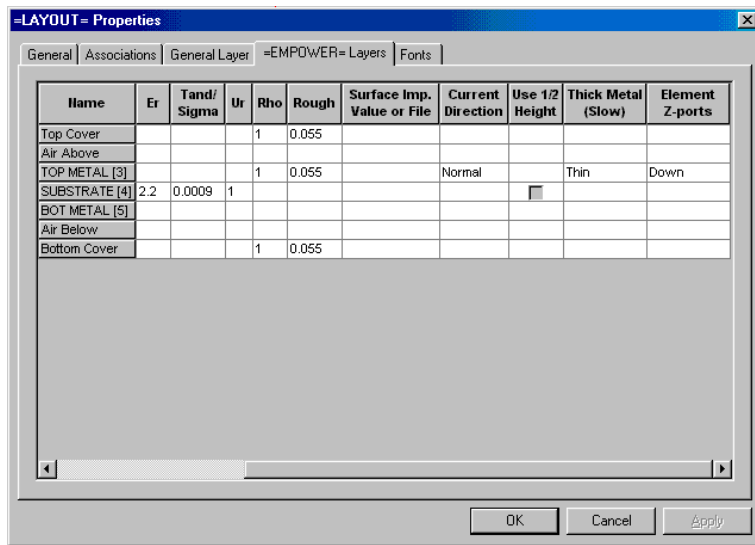 =LAYOUT= Properties
General Associations General Layer =EMPOWER= Layers Fonts
Name Er Tand/ Sigma Ur Rho Rough Surface Imp. Value or File Current Direction Use 1/2 Height Thick Metal (Slow) Element Z-ports
Top Cover 1 0.055
Air Above
TOP METAL [3] 1 0.055 Normal Thin Down
SUBSTRATE [4] 2.2 0.0009 1
BOT METAL [5]
Air Below
Bottom Cover 1 0.055
OK Cancel Apply